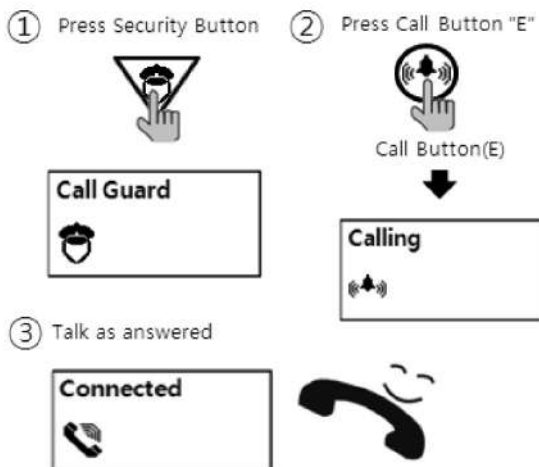 ① Press Security Button
Call Guard
② Press Call Button "E"
Call Button(E)
Calling
③ Talk as answered
Connected